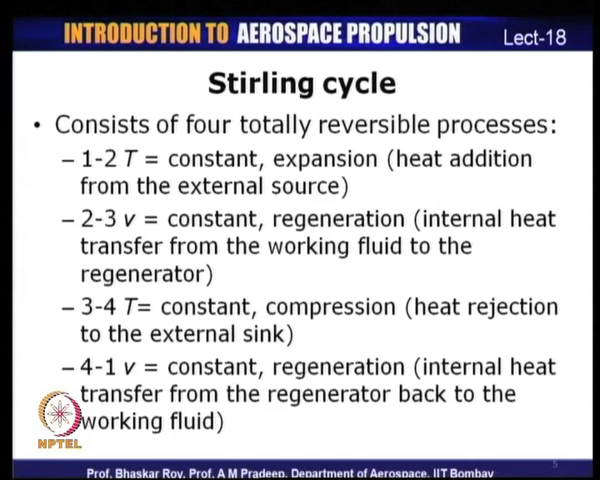 INTRODUCTION TO AEROSPACE PROPULSION
Lect-18
Stirling cycle
• Consists of four totally reversible processes:
– 1-2 T = constant, expansion (heat addition
from the external source)
– 2-3 v = constant, regeneration (internal heat
transfer from the working fluid to the
regenerator)
– 3-4 T= constant, compression (heat rejection
to the external sink)
– 4-1 v = constant, regeneration (internal heat
transfer from the regenerator back to the
working fluid)
NPTEL
5
Prof. Bhaskar Roy, Prof. A M Pradeep, Department of Aerospace, IIT Bombay